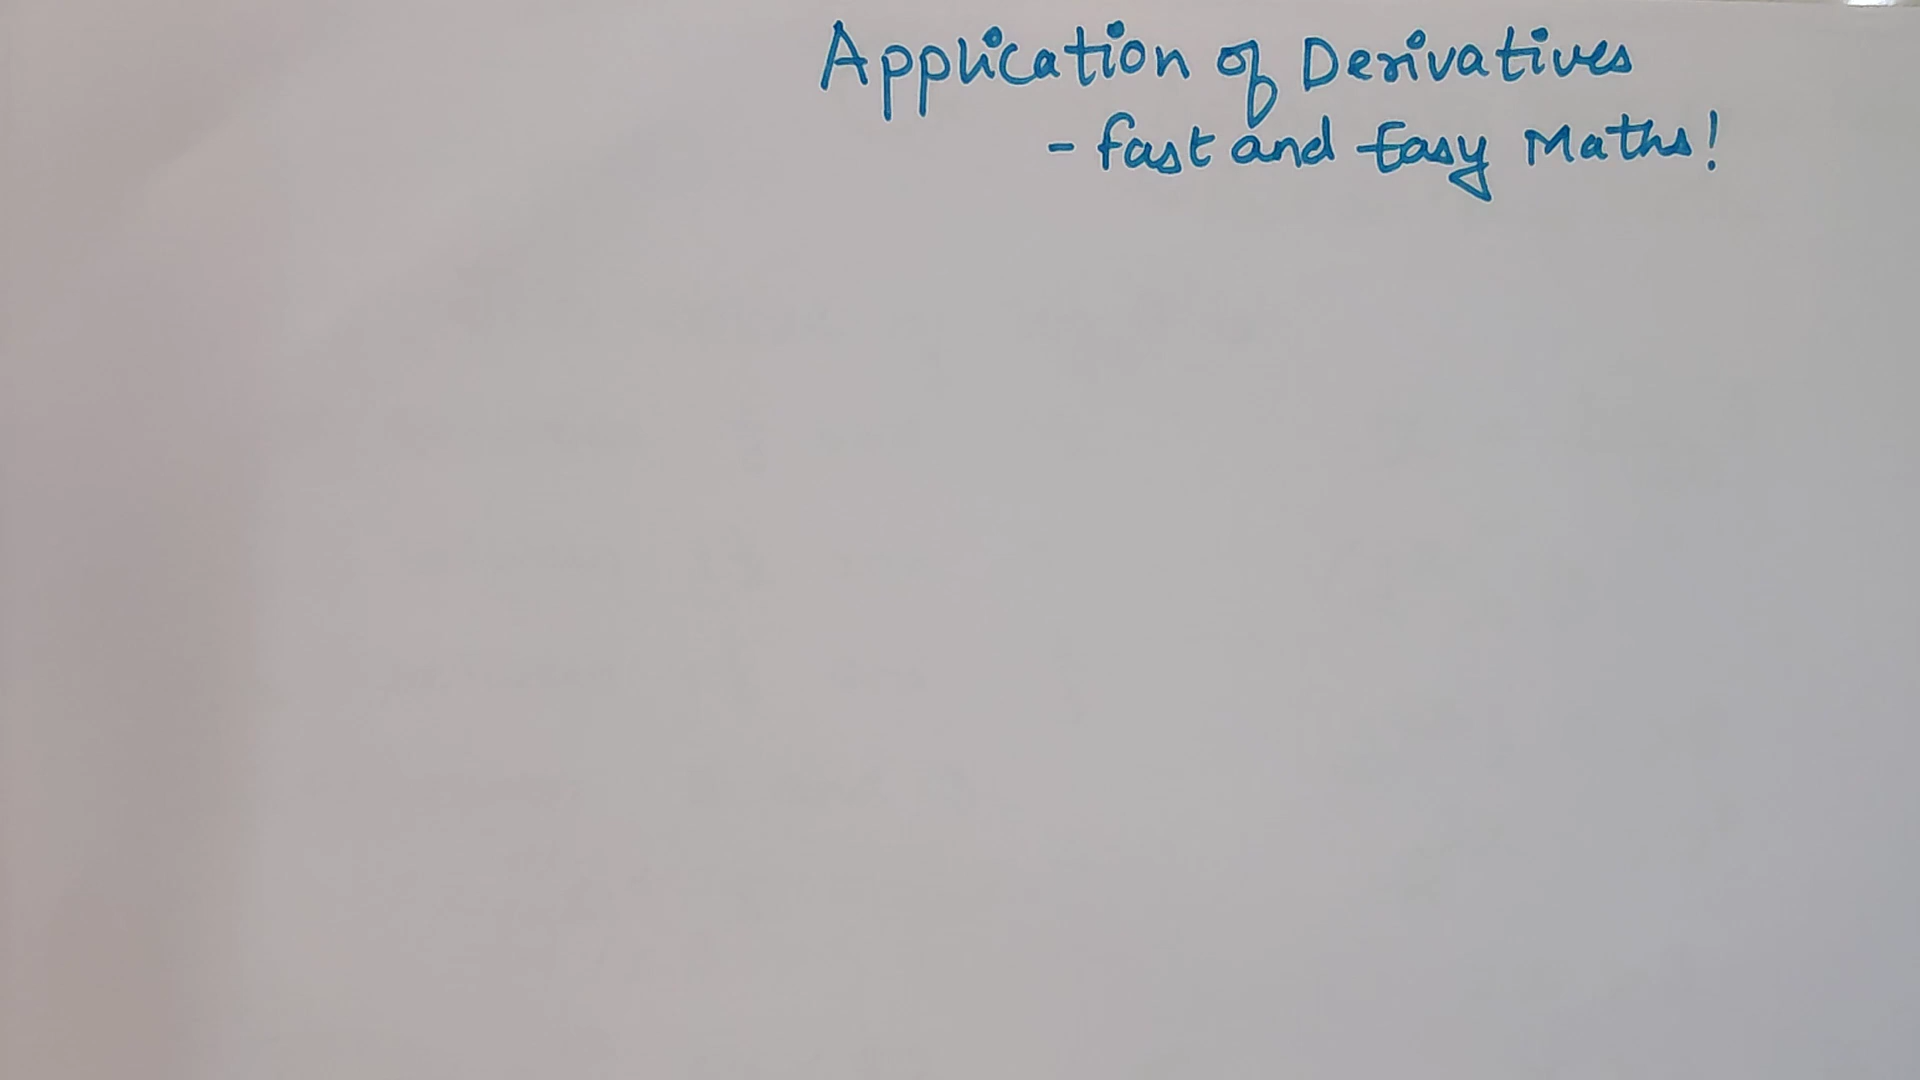 Application of Derivatives
- Fast and Easy Maths!